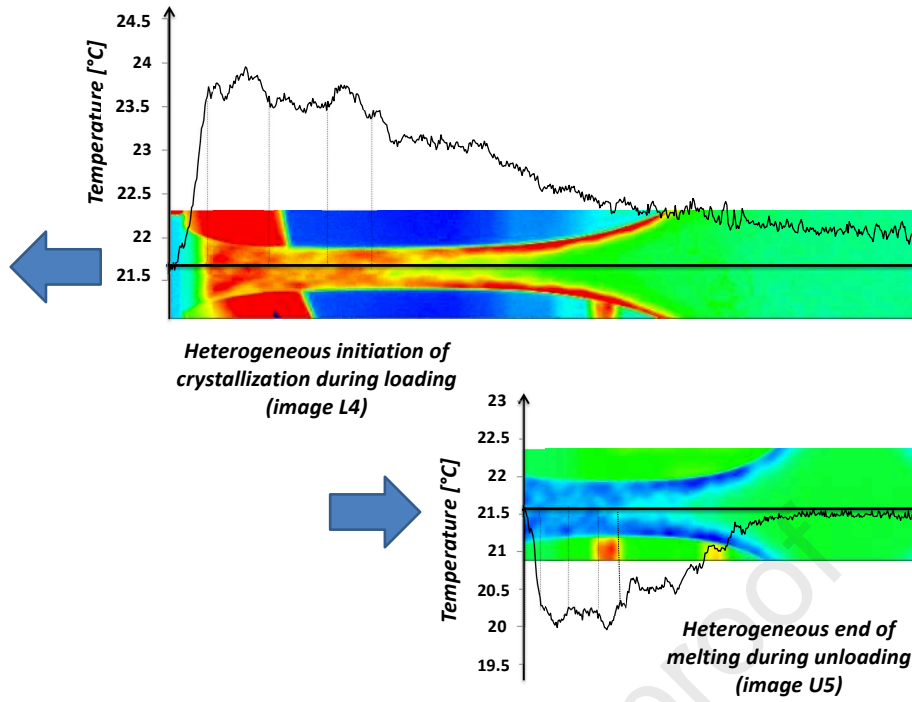 24.5
24
23.5
23
22.5
22
21.5
Temperature [°C]
Heterogeneous initiation of
crystallization during loading
(image L4)
23
22.5
22
21.5
21
20.5
20
19.5
Temperature [°C]
Heterogeneous end of
melting during unloading
(image U5)
proof